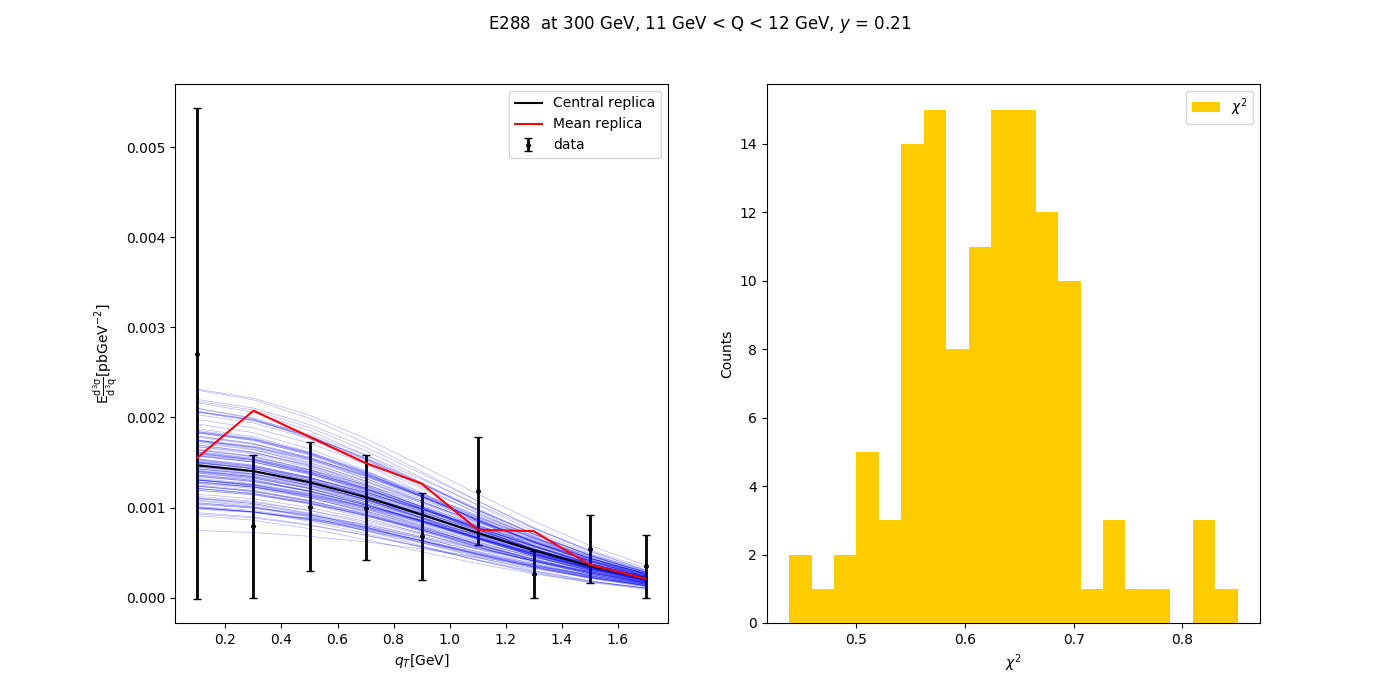 E288  at 300 GeV, 11 GeV < Q < 12 GeV, y = 0.21
Central replica
Mean replica
data
0.005
0.004
0.003
0.002
0.001
0.000
E d³σ/d³q [pbGeV⁻²]
0.2 0.4 0.6 0.8 1.0 1.2 1.4 1.6
q_T[GeV]
χ²
14
12
10
8
6
4
2
0
Counts
0.5 0.6 0.7 0.8
χ²